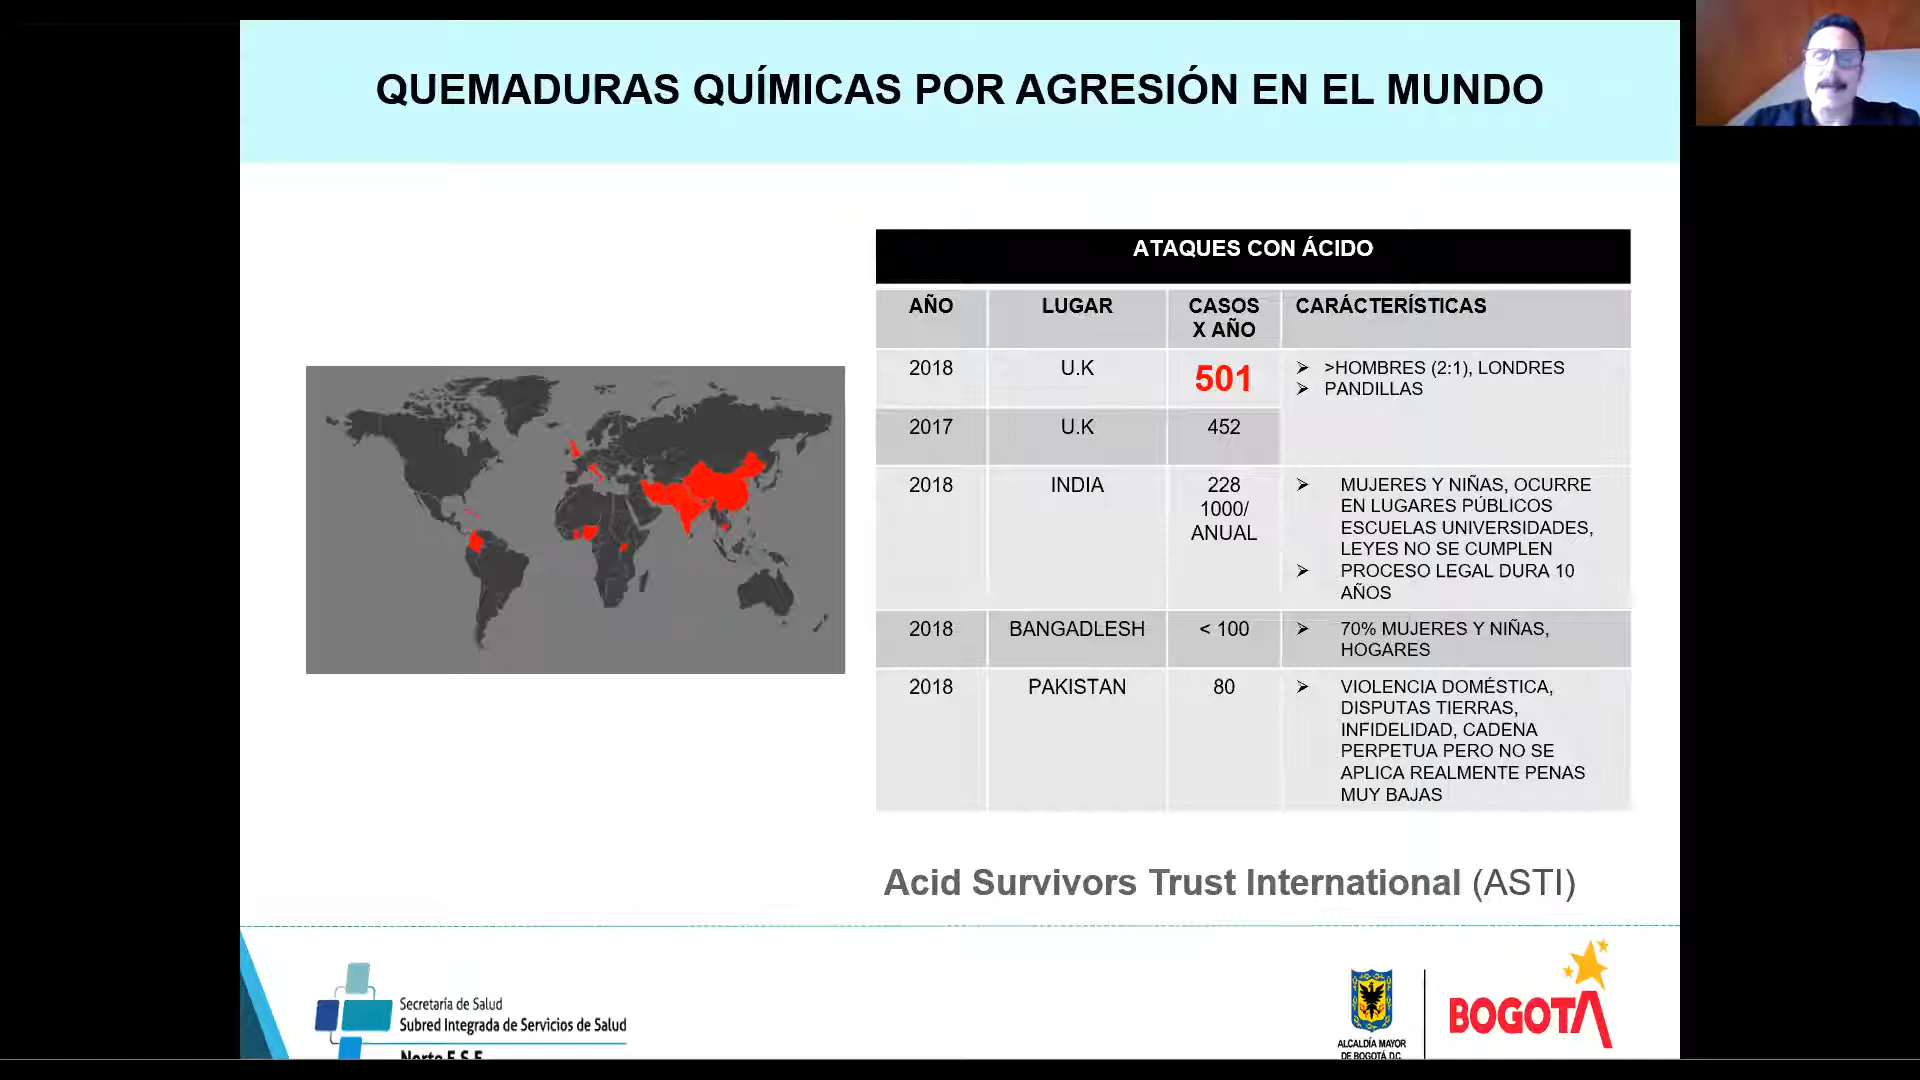 QUEMADURAS QUÍMICAS POR AGRESIÓN EN EL MUNDO
ATAQUES CON ÁCIDO
AÑO
LUGAR
CASOS
X AÑO
CARÁCTERÍSTICAS
2018
U.K
501
>HOMBRES (2:1), LONDRES
PANDILLAS
2017
U.K
452
2018
INDIA
228
1000/
ANUAL
MUJERES Y NIÑAS, OCURRE
EN LUGARES PÚBLICOS
ESCUELAS UNIVERSIDADES,
LEYES NO SE CUMPLEN
PROCESO LEGAL DURA 10
AÑOS
2018
BANGADLESH
< 100
70% MUJERES Y NIÑAS,
HOGARES
2018
PAKISTAN
80
VIOLENCIA DOMÉSTICA,
DISPUTAS TIERRAS,
INFIDELIDAD, CADENA
PERPETUA PERO NO SE
APLICA REALMENTE PENAS
MUY BAJAS
Acid Survivors Trust International (ASTI)
Secretaría de Salud
Subred Integrada de Servicios de Salud
Norte E.S.E.
ALCALDÍA MAYOR
DE BOGOTÁ D.C.
BOGOTÁ